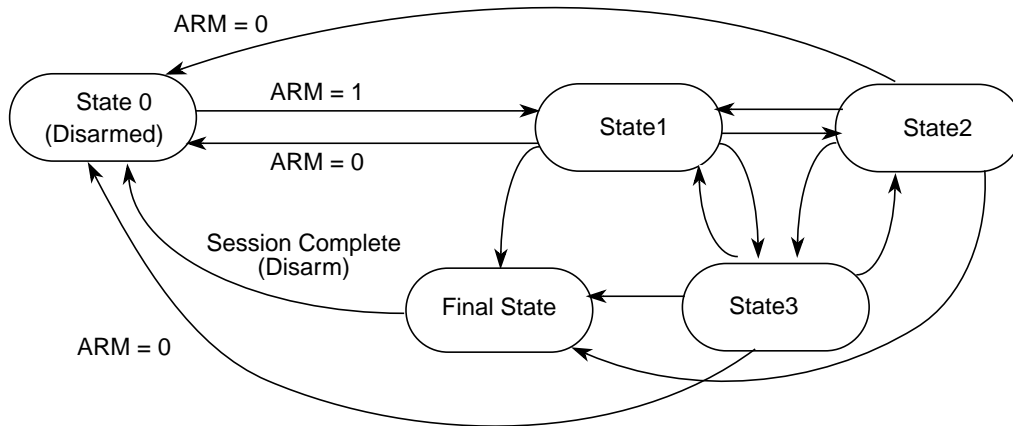 ARM = 0
State 0
(Disarmed)
ARM = 1
ARM = 0
State1
State2
Session Complete
(Disarm)
Final State
State3
ARM = 0